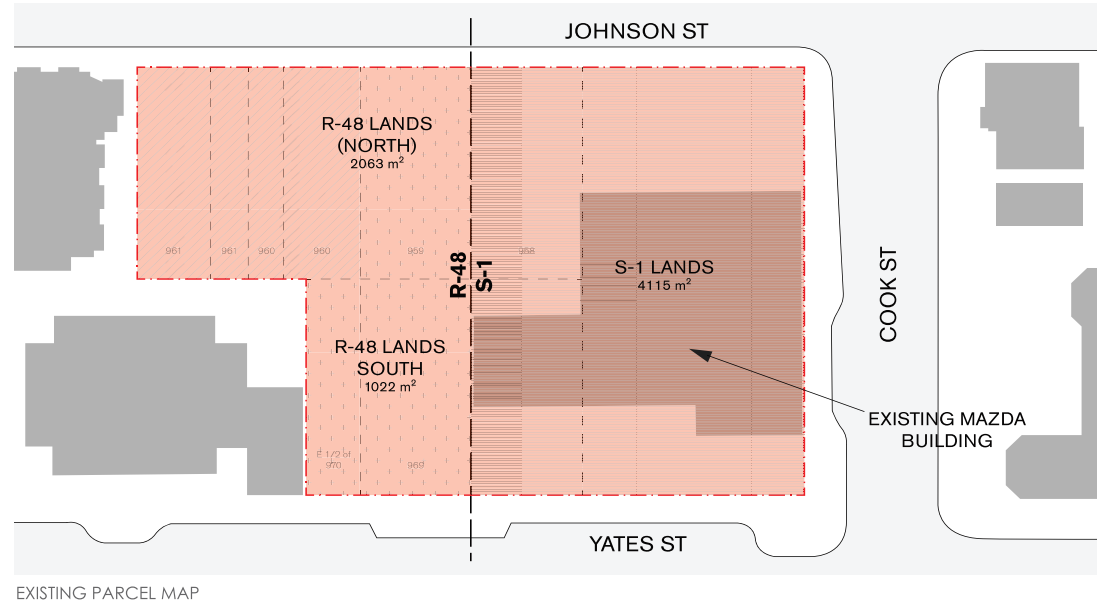 JOHNSON ST
R-48 LANDS
(NORTH)
2063 m²
961
961
960
960
959
958
R-48
S-1
S-1 LANDS
4115 m²
COOK ST
R-48 LANDS
SOUTH
1022 m²
EXISTING MAZDA
BUILDING
E 1/2 of
970
969
YATES ST
EXISTING PARCEL MAP